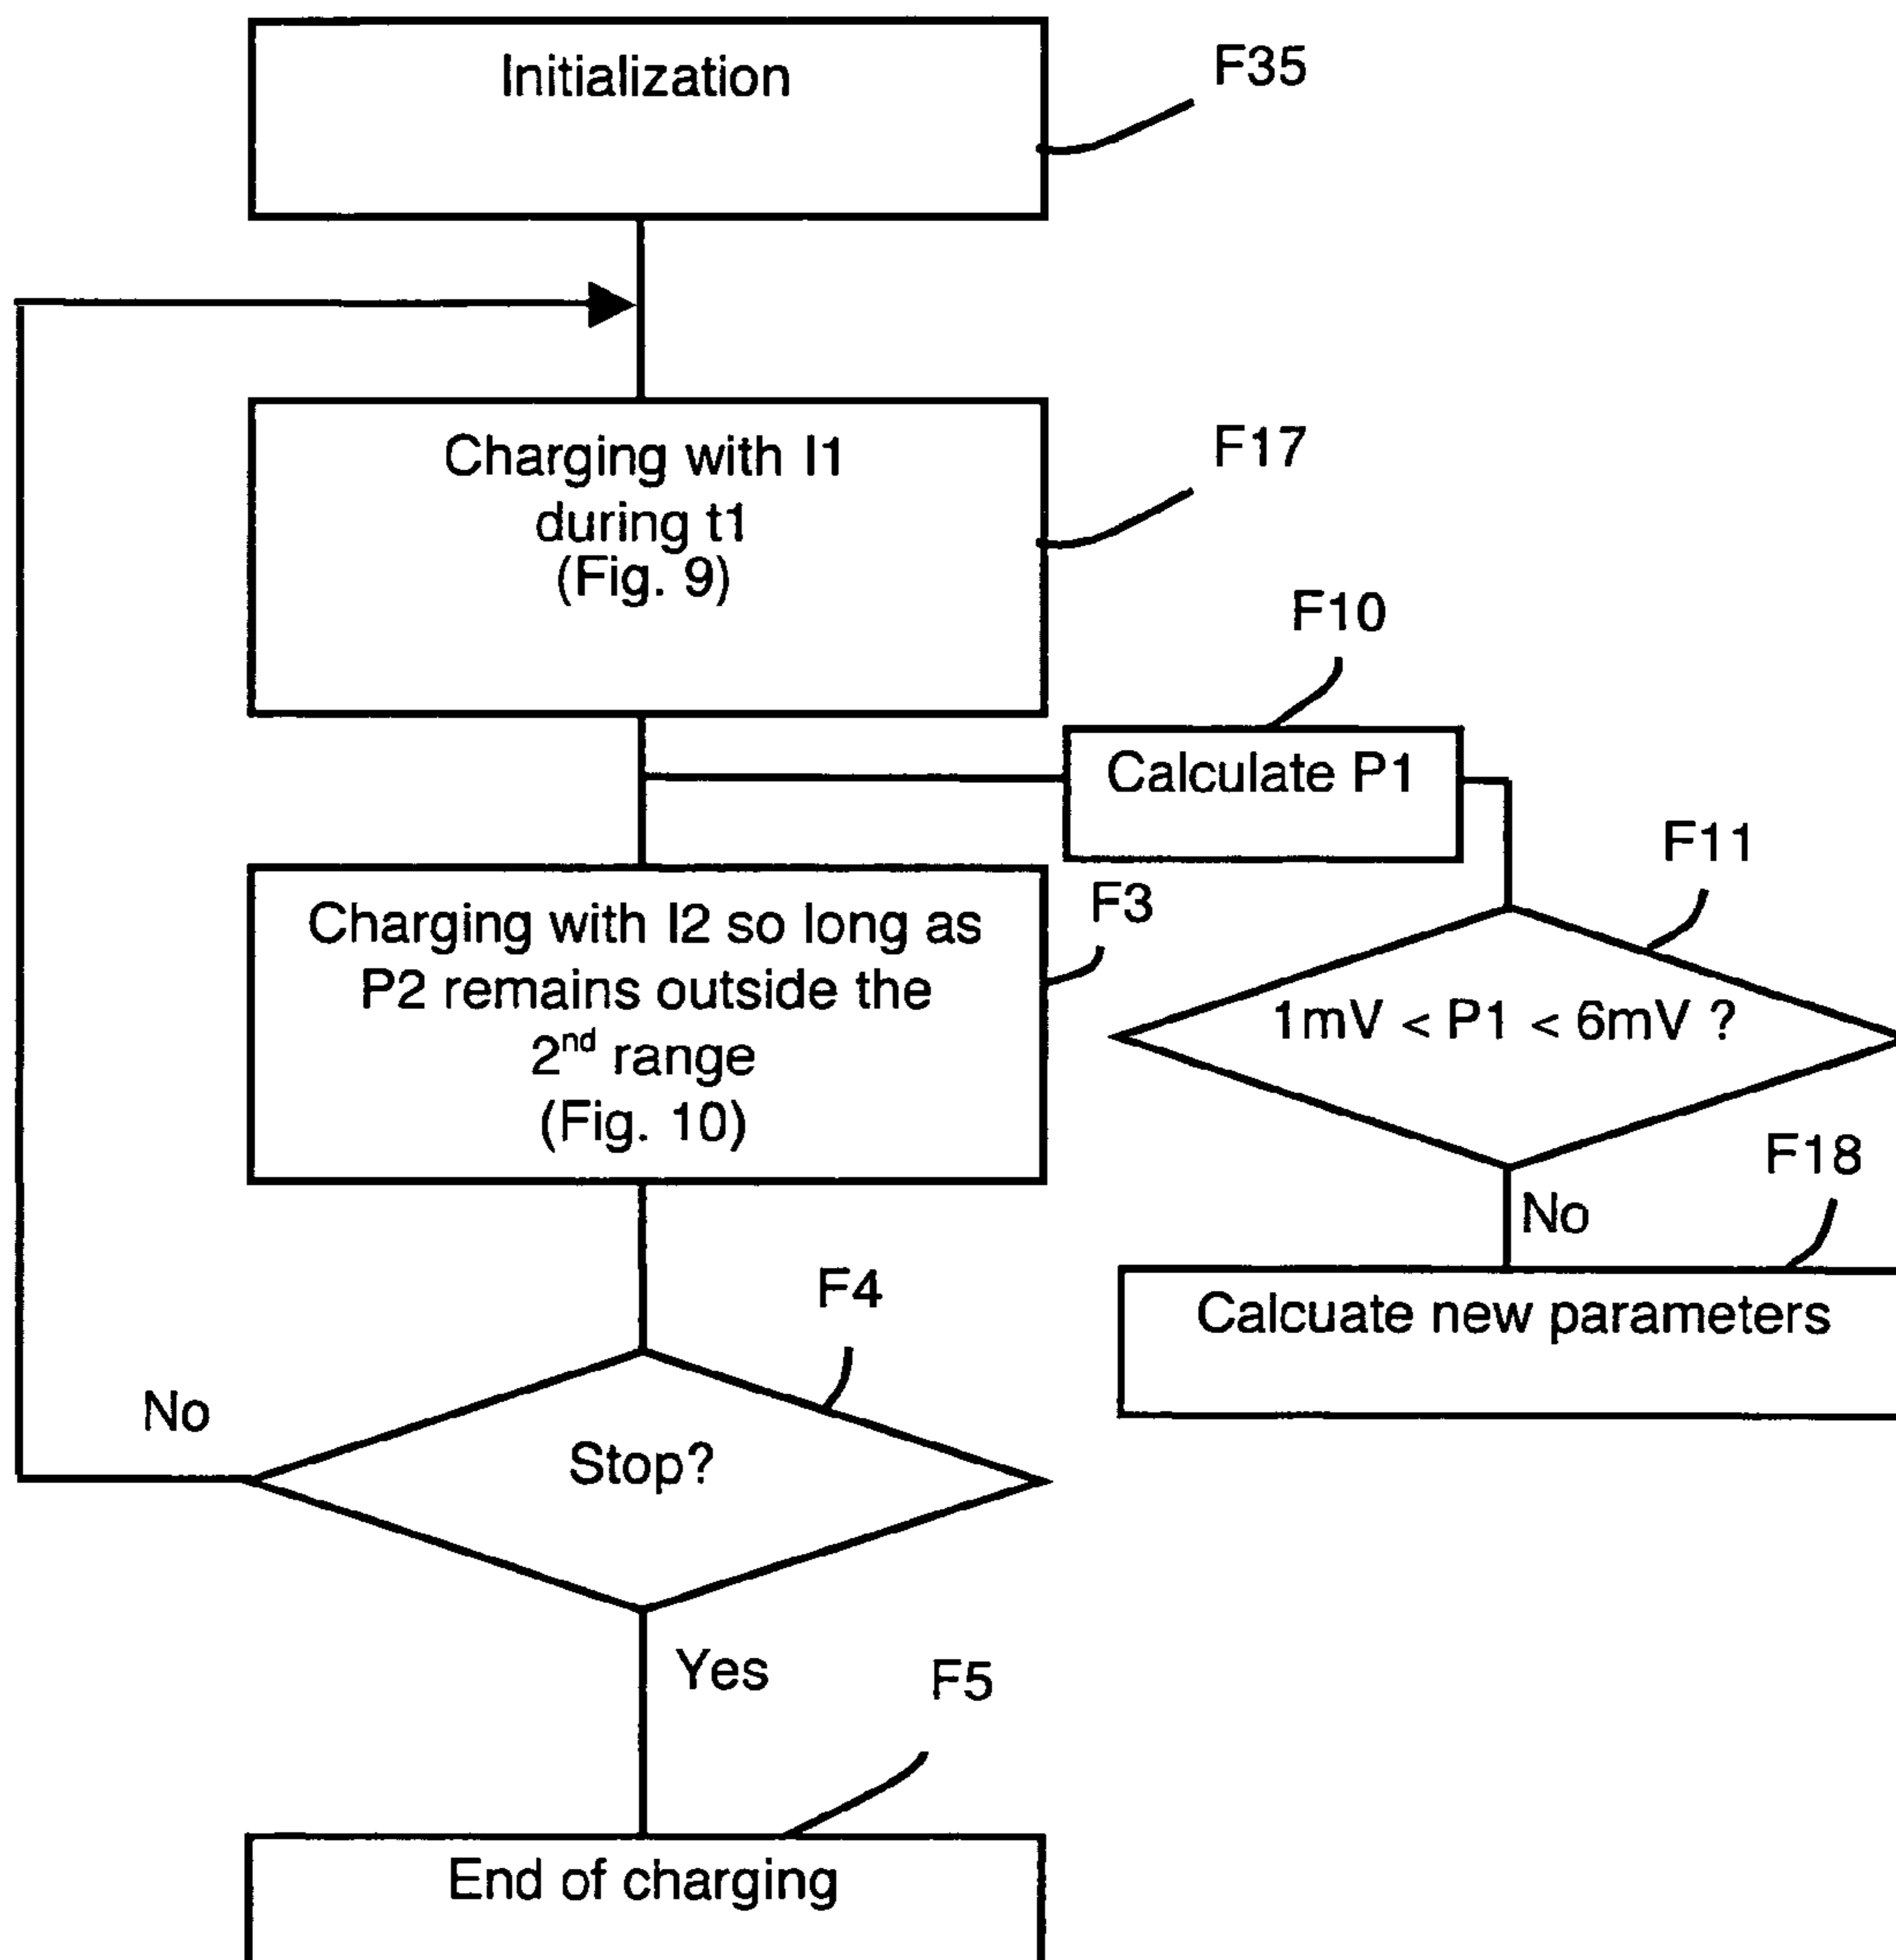 Initialization
F35
Charging with I1
during t1
(Fig. 9)
F17
F10
Calculate P1
F11
F3
Charging with I2 so long as
P2 remains outside the
2nd range
(Fig. 10)
1mV < P1 < 6mV ?
F18
No
Calcuate new parameters
F4
No
Stop?
Yes
F5
End of charging